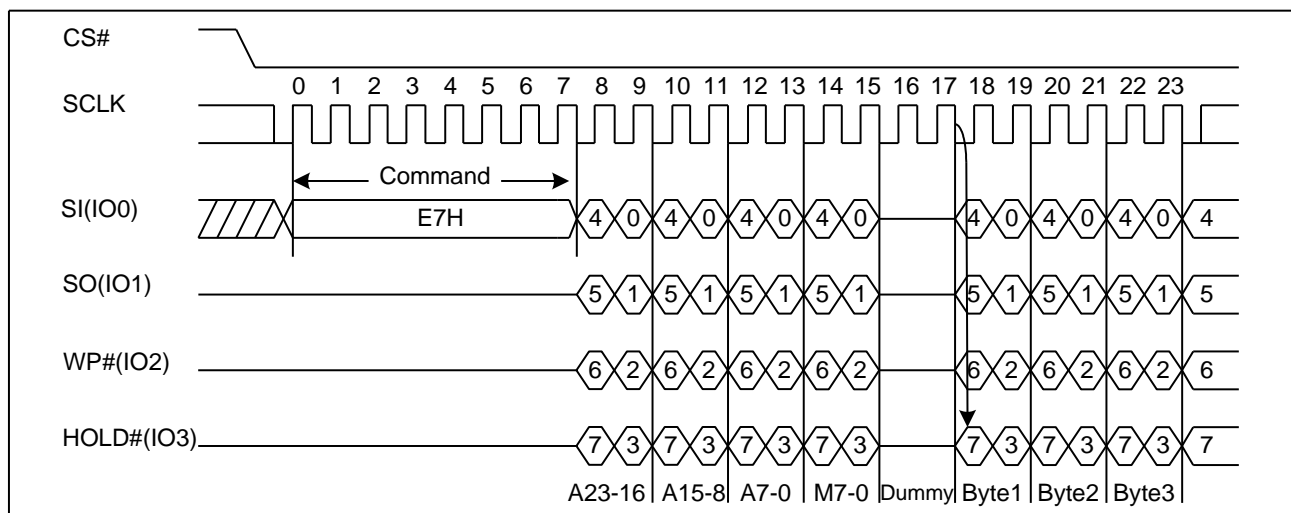 CS#
0 1 2 3 4 5 6 7 8 9 10 11 12 13 14 15 16 17 18 19 20 21 22 23
SCLK
Command
SI(IO0) E7H 4 0 4 0 4 0 4 0 4 0 4 0 4 0 4
SO(IO1) 5 1 5 1 5 1 5 1 5 1 5 1 5 1 5
WP#(IO2) 6 2 6 2 6 2 6 2 6 2 6 2 6 2 6
HOLD#(IO3) 7 3 7 3 7 3 7 3 7 3 7 3 7 3 7
A23-16 A15-8 A7-0 M7-0 Dummy Byte1 Byte2 Byte3